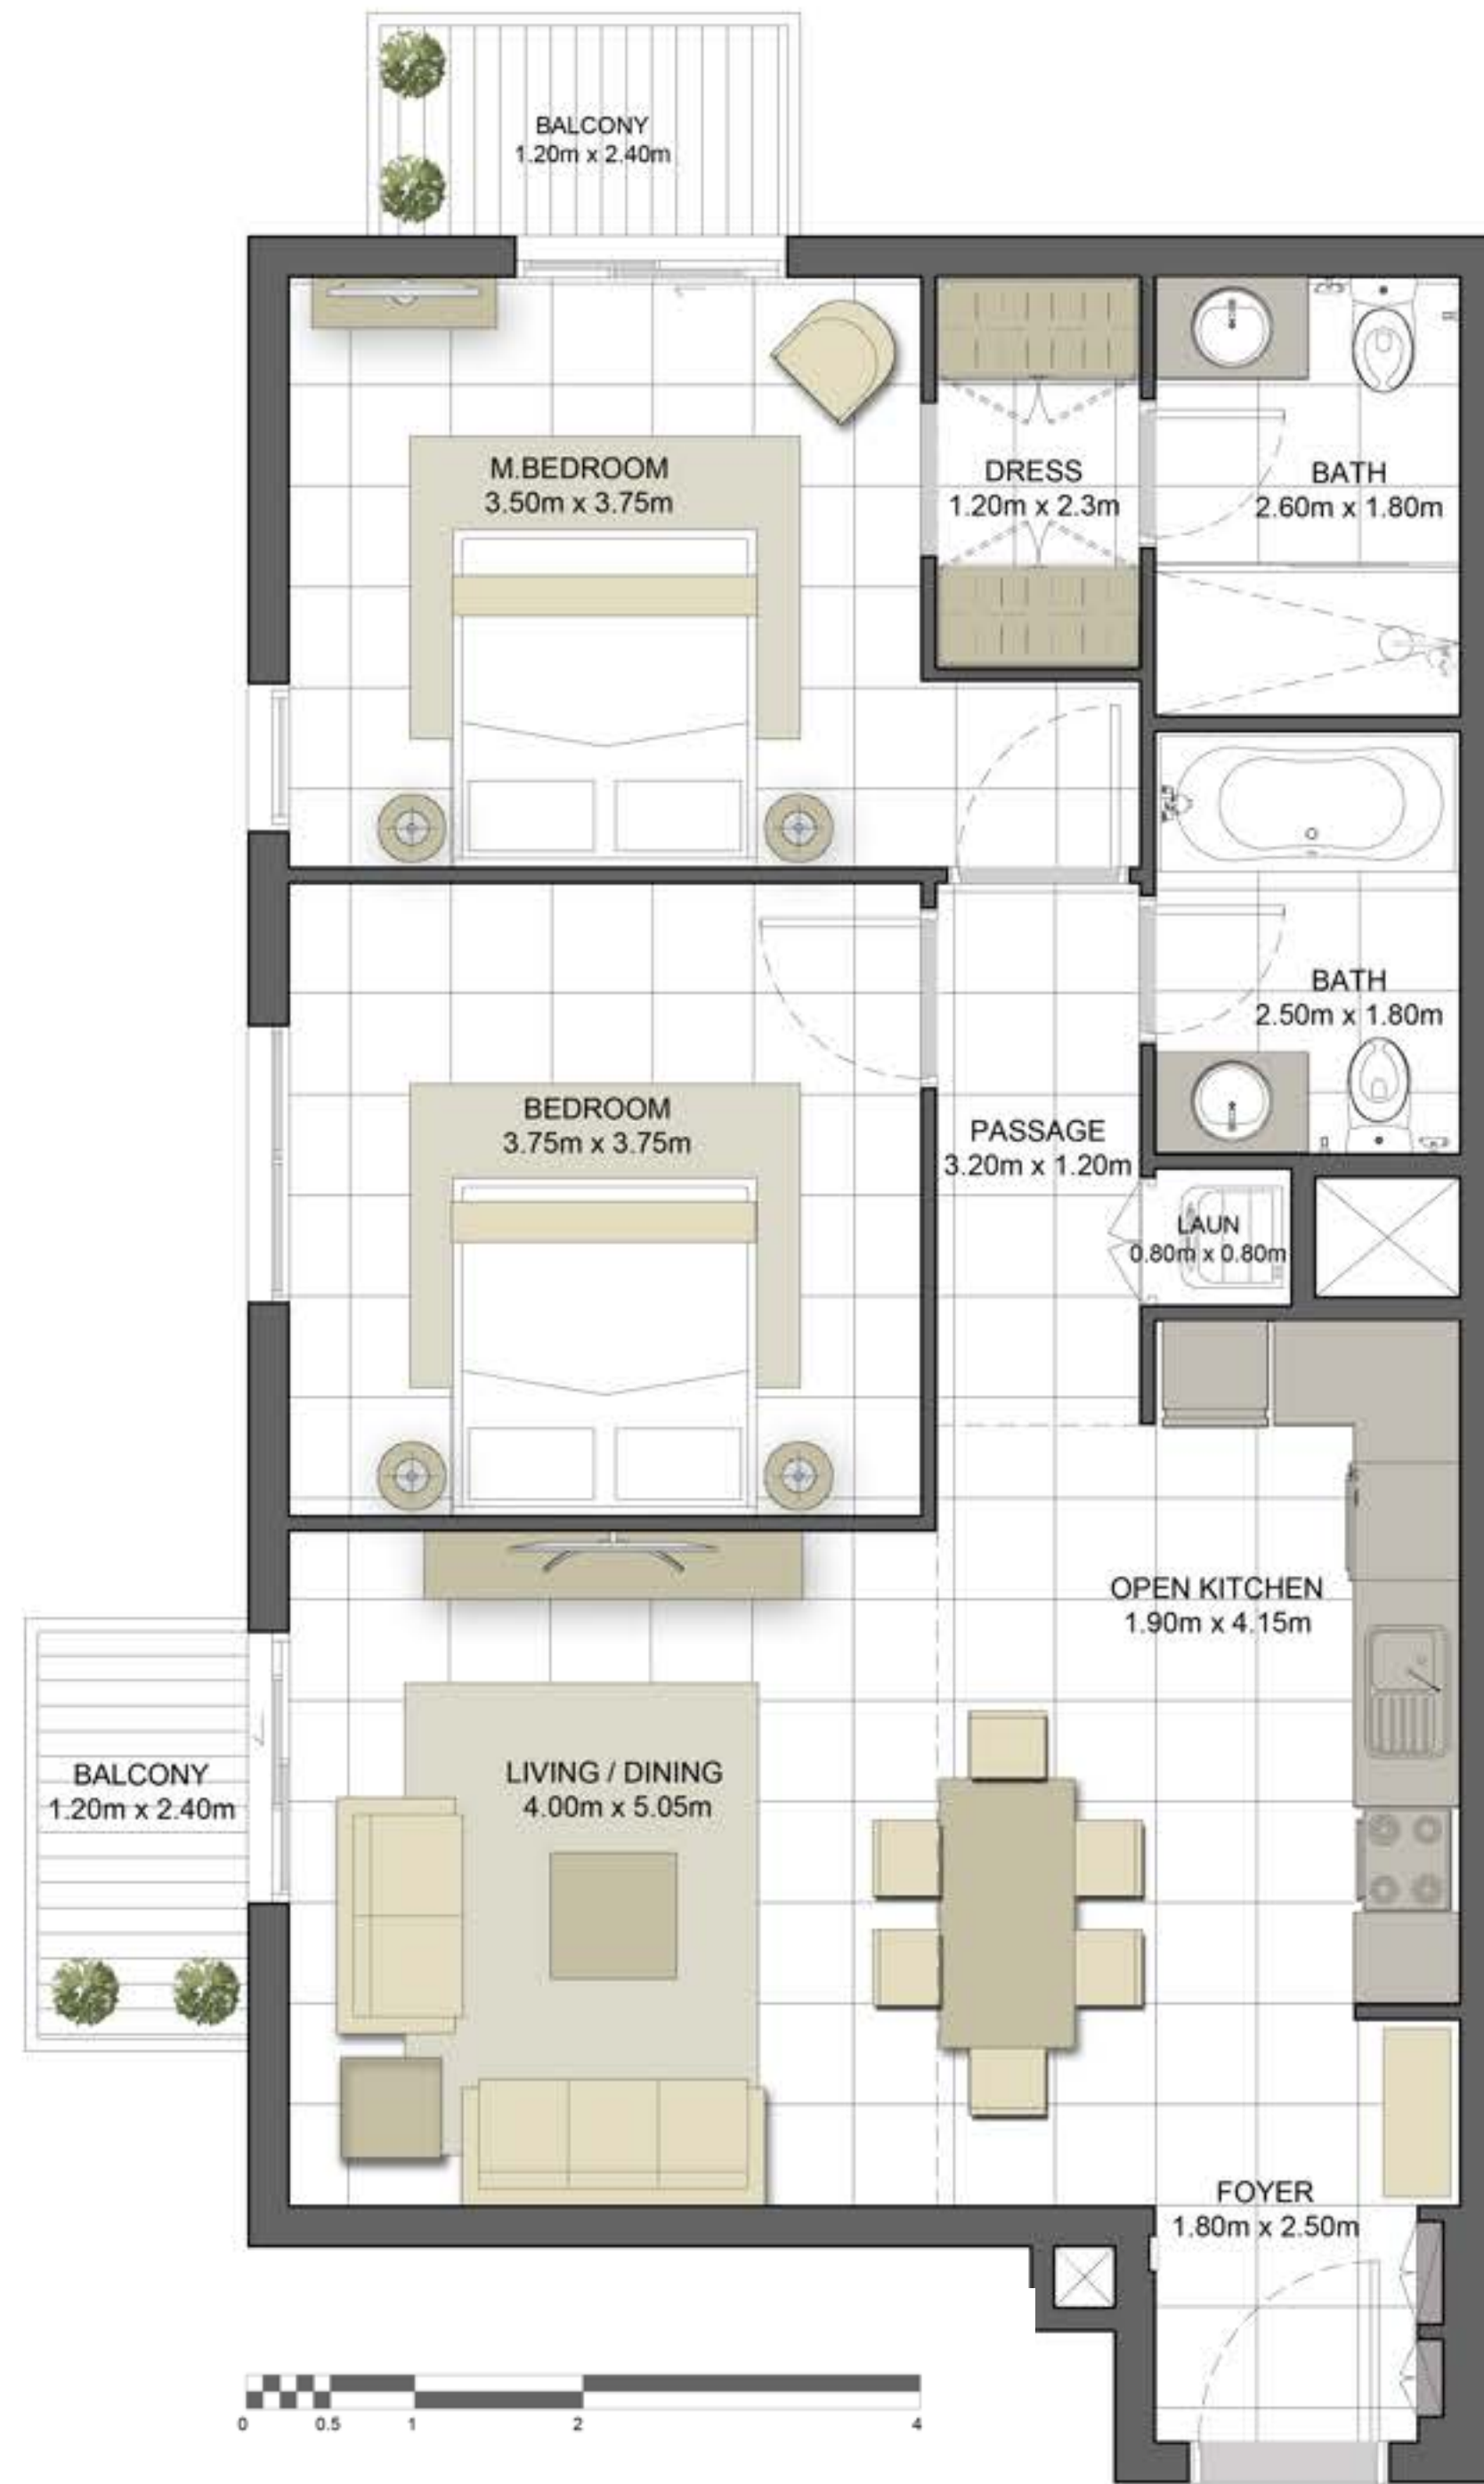 BALCONY
1.20m x 2.40m
M.BEDROOM
3.50m x 3.75m
DRESS
1.20m x 2.3m
BATH
2.60m x 1.80m
BATH
2.50m x 1.80m
BEDROOM
3.75m x 3.75m
PASSAGE
3.20m x 1.20m
LAUN
0.80m x 0.80m
OPEN KITCHEN
1.90m x 4.15m
BALCONY
1.20m x 2.40m
LIVING / DINING
4.00m x 5.05m
FOYER
1.80m x 2.50m
0 0.5 1 2 4